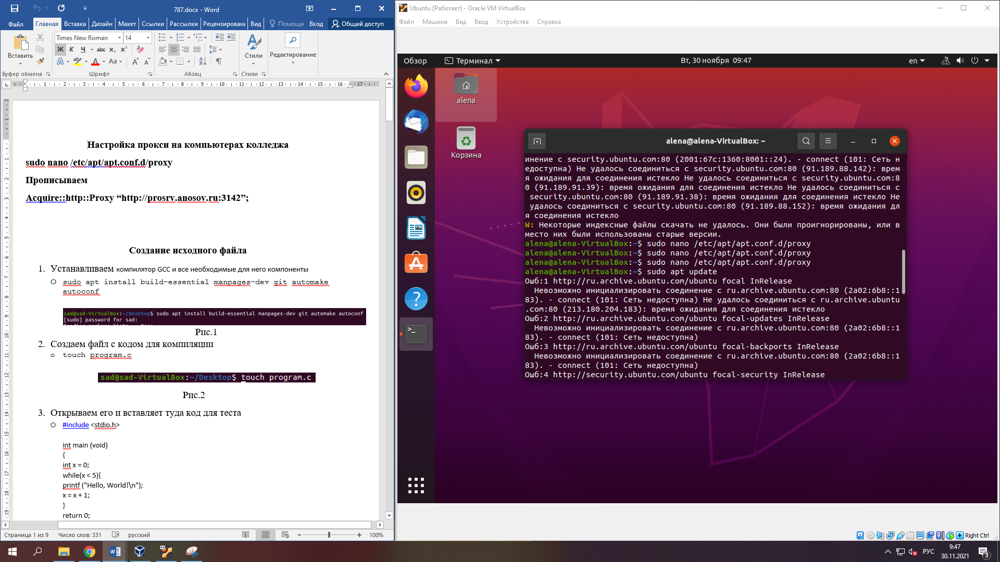 787.docx - Word
Файл
Главная
Вставка
Дизайн
Макет
Ссылки
Рассылки
Рецензировани
Вид
Помощн
Вход
Общий доступ
Вставить
Times New Roman
14
Ж К Ч abc x₂ x²
Aa
Стили
Редактирование
Буфер обмена
Шрифт
Абзац
Стили
Настройка прокси на компьютерах колледжа
sudo nano /etc/apt/apt.conf.d/proxy
Прописываем
Acquire::http::Proxy “http://prosrv.anosov.ru:3142”;
Создание исходного файла
1. Устанавливаем компилятор GCC и все необходимые для него компоненты
o sudo apt install build-essential manpages-dev git automake
autoconf
sad@sad-VirtualBox:~/Desktop$ sudo apt install build-essential manpages-dev git automake autoconf
[sudo] password for sad:
Рис.1
2. Создаем файл с кодом для компиляции
o touch program.c
sad@sad-VirtualBox:~/Desktop$ touch program.c
Рис.2
3. Открываем его и вставляет туда код для теста
o #include <stdio.h>
int main (void)
{
int x = 0;
while(x < 5){
printf ("Hello, World!\n");
x = x + 1;
}
return 0;
Страница 1 из 9
Число слов: 331
русский
100%
Ubuntu [Работает] - Oracle VM VirtualBox
Файл
Машина
Вид
Ввод
Устройства
Справка
Обзор
Терминал
Вт, 30 ноября 09:47
en
alena
Корзина
alena@alena-VirtualBox: ~
инение с security.ubuntu.com:80 (2001:67c:1360:8001::24). - connect (101: Сеть н
едоступна) Не удалось соединиться с security.ubuntu.com:80 (91.189.88.142): врем
я ожидания для соединения истекло Не удалось соединиться с security.ubuntu.com:8
0 (91.189.91.39): время ожидания для соединения истекло Не удалось соединиться с
security.ubuntu.com:80 (91.189.91.38): время ожидания для соединения истекло Не
удалось соединиться с security.ubuntu.com:80 (91.189.88.152): время ожидания дл
я соединения истекло
W: Некоторые индексные файлы скачать не удалось. Они были проигнорированы, или в
место них были использованы старые версии.
alena@alena-VirtualBox:~$ sudo nano /etc/apt/apt.conf.d/proxy
alena@alena-VirtualBox:~$ sudo nano /etc/apt/apt.conf.d/proxy
alena@alena-VirtualBox:~$ sudo nano /etc/apt/apt.conf.d/proxy
alena@alena-VirtualBox:~$ sudo apt update
Ошб:1 http://ru.archive.ubuntu.com/ubuntu focal InRelease
Невозможно инициализировать соединение с ru.archive.ubuntu.com:80 (2a02:6b8::1
83). - connect (101: Сеть недоступна) Не удалось соединиться с ru.archive.ubuntu
.com:80 (213.180.204.183): время ожидания для соединения истекло
Ошб:2 http://ru.archive.ubuntu.com/ubuntu focal-updates InRelease
Невозможно инициализировать соединение с ru.archive.ubuntu.com:80 (2a02:6b8::1
83). - connect (101: Сеть недоступна)
Ошб:3 http://ru.archive.ubuntu.com/ubuntu focal-backports InRelease
Невозможно инициализировать соединение с ru.archive.ubuntu.com:80 (2a02:6b8::1
83). - connect (101: Сеть недоступна)
Ошб:4 http://security.ubuntu.com/ubuntu focal-security InRelease
Right Ctrl
РУС
9:47
30.11.2021
3